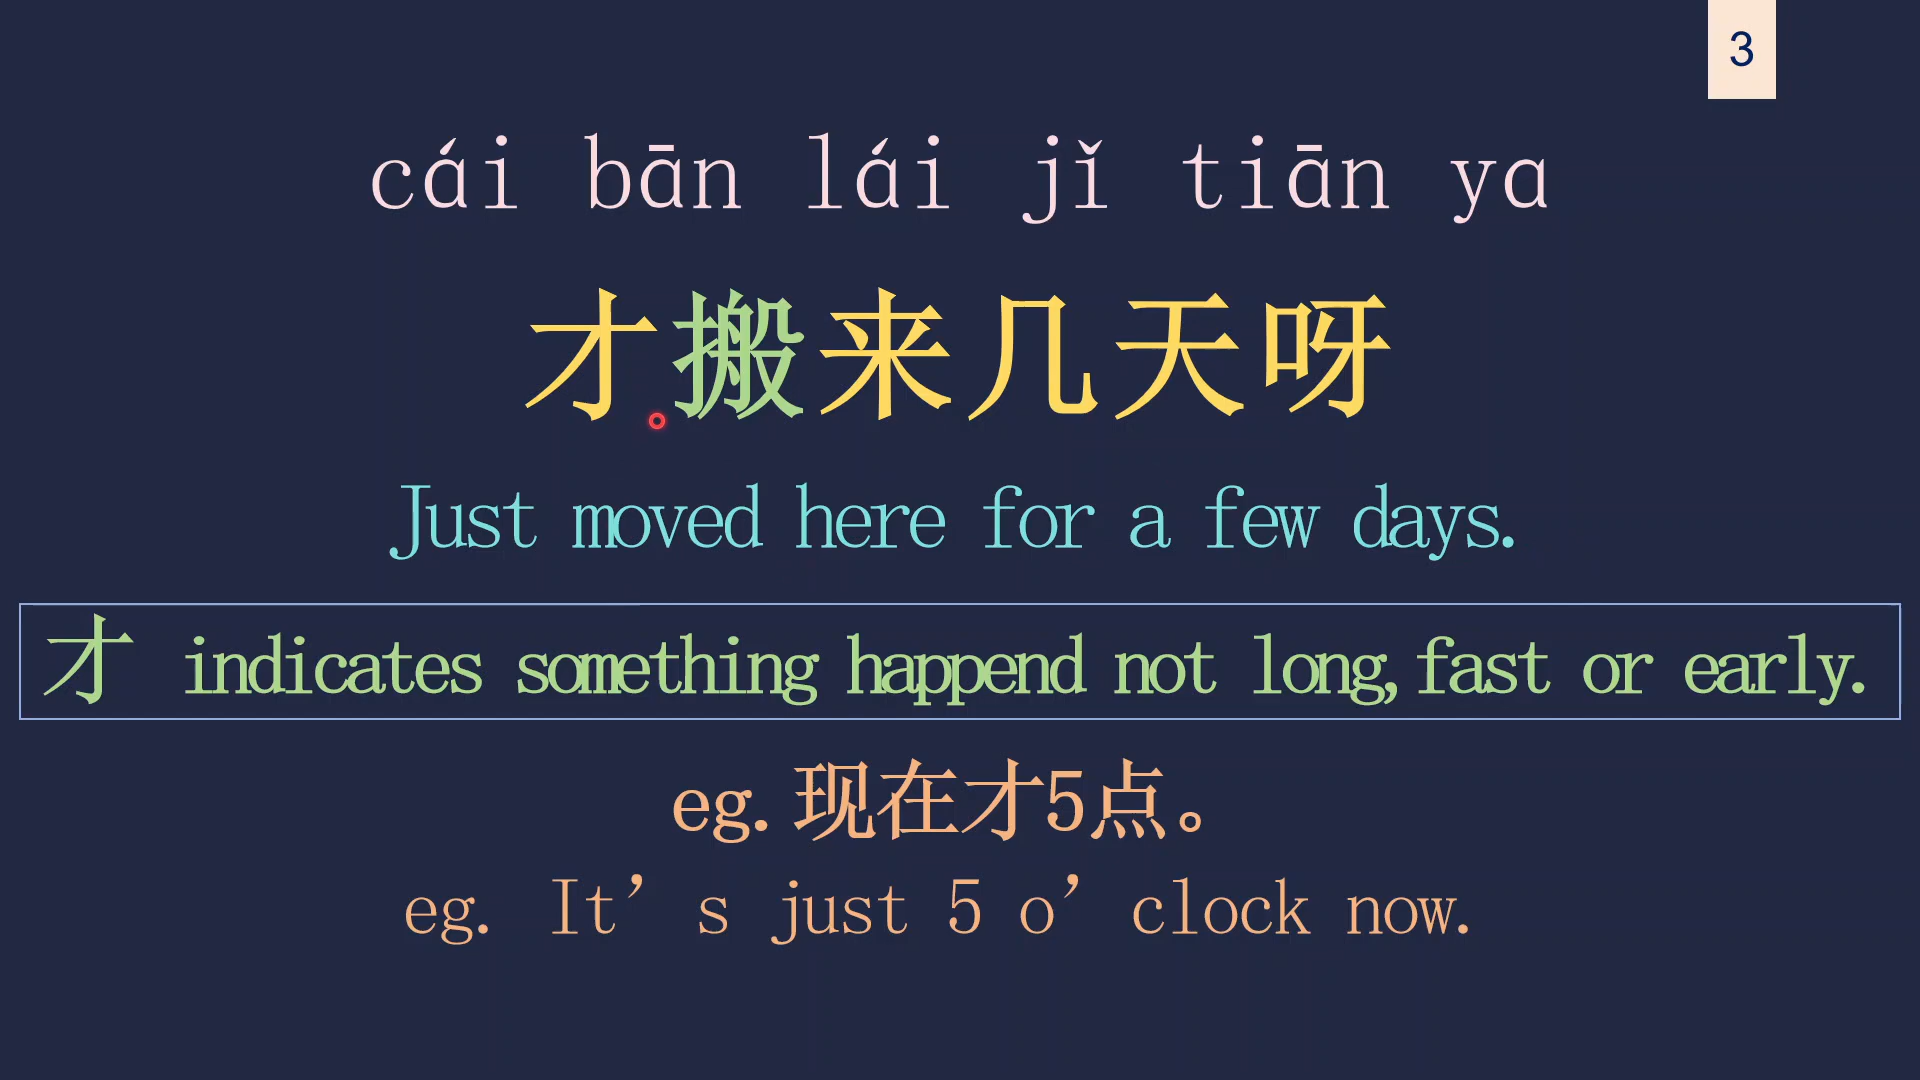 3
cái bān lái jǐ tiān ya
才搬来几天呀
Just moved here for a few days.
才 indicates something happend not long,fast or early.
eg.现在才5点。
eg. It’s just 5 o’clock now.